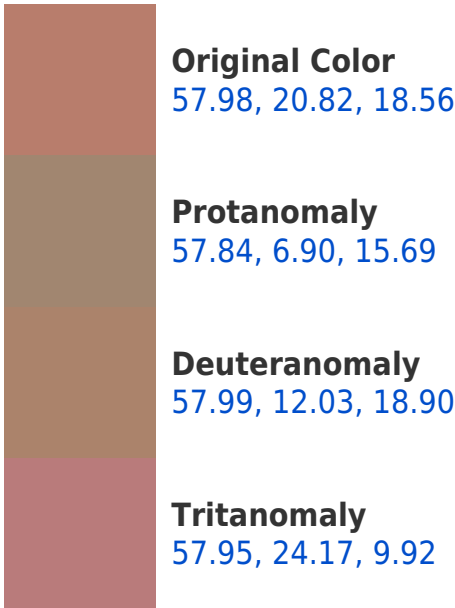 Original Color
57.98, 20.82, 18.56
Protanomaly
57.84, 6.90, 15.69
Deuteranomaly
57.99, 12.03, 18.90
Tritanomaly
57.95, 24.17, 9.92